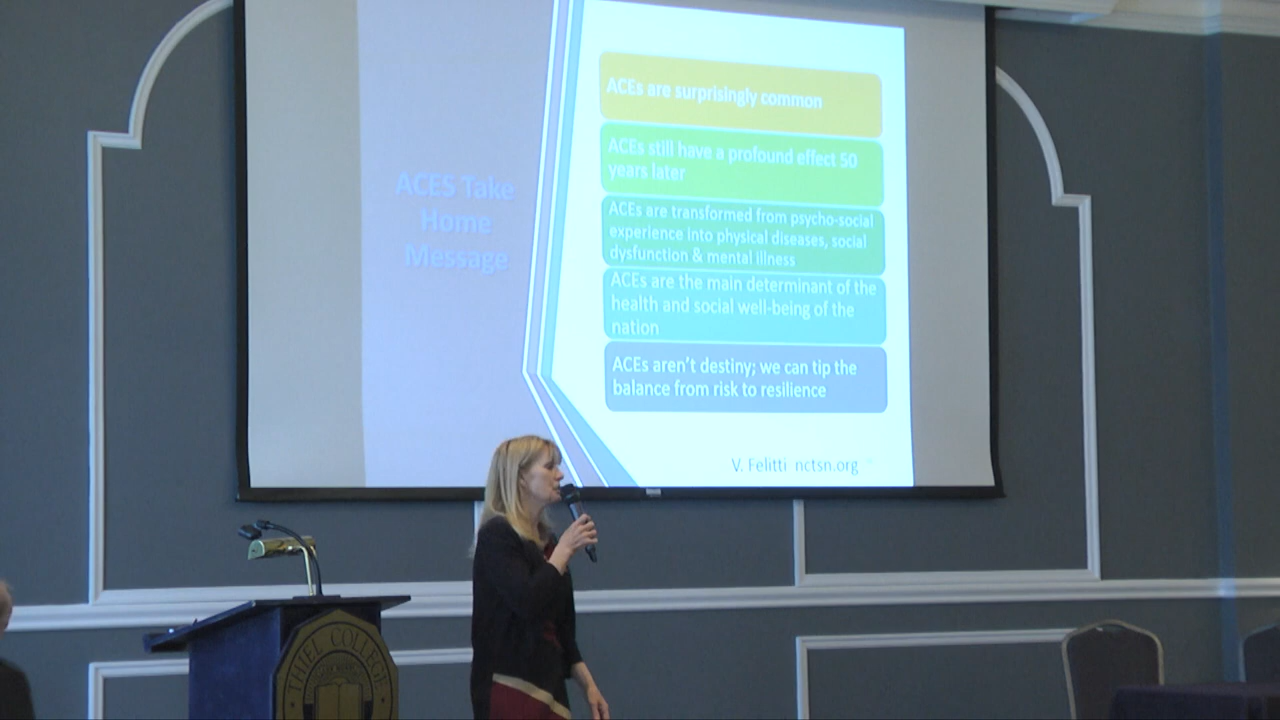 ACES Take
Home
Message
ACEs are surprisingly common
ACEs still have a profound effect 50
years later
ACEs are transformed from psycho-social
experience into physical diseases, social
dysfunction & mental illness
ACEs are the main determinant of the
health and social well-being of the
nation
ACEs aren't destiny; we can tip the
balance from risk to resilience
V. Felitti nctsn.org
THIEL COLLEGE